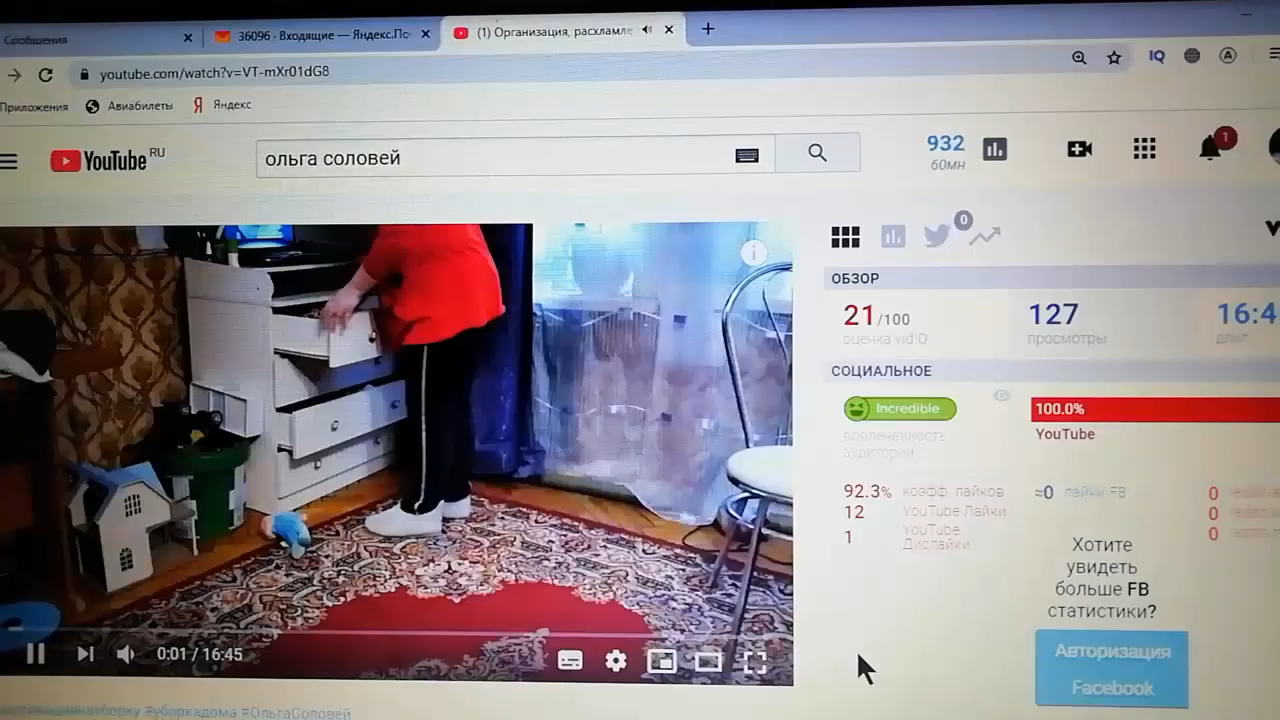 Сообщения
36096 · Входящие — Яндекс.По
(1) Организация, расхламле
youtube.com/watch?v=VT-mXr01dG8
IQ
A
Приложения
Авиабилеты
Я Яндекс
YouTube RU
ольга соловей
932
60мн
1
0
ОБЗОР
21/100
оценка vidIQ
127
просмотры
16:4
СОЦИАЛЬНОЕ
Incredible
вовлеченность
аудитории
100.0%
YouTube
92.3% коэфф лайков
12 YouTube Лайки
1 YouTube
Дислайки
≈0 лайки FB
0
0
0
Хотите
увидеть
больше FB
статистики?
Авторизация
Facebook
0:01 / 16:45
#уборкадома #ОльгаСоловей